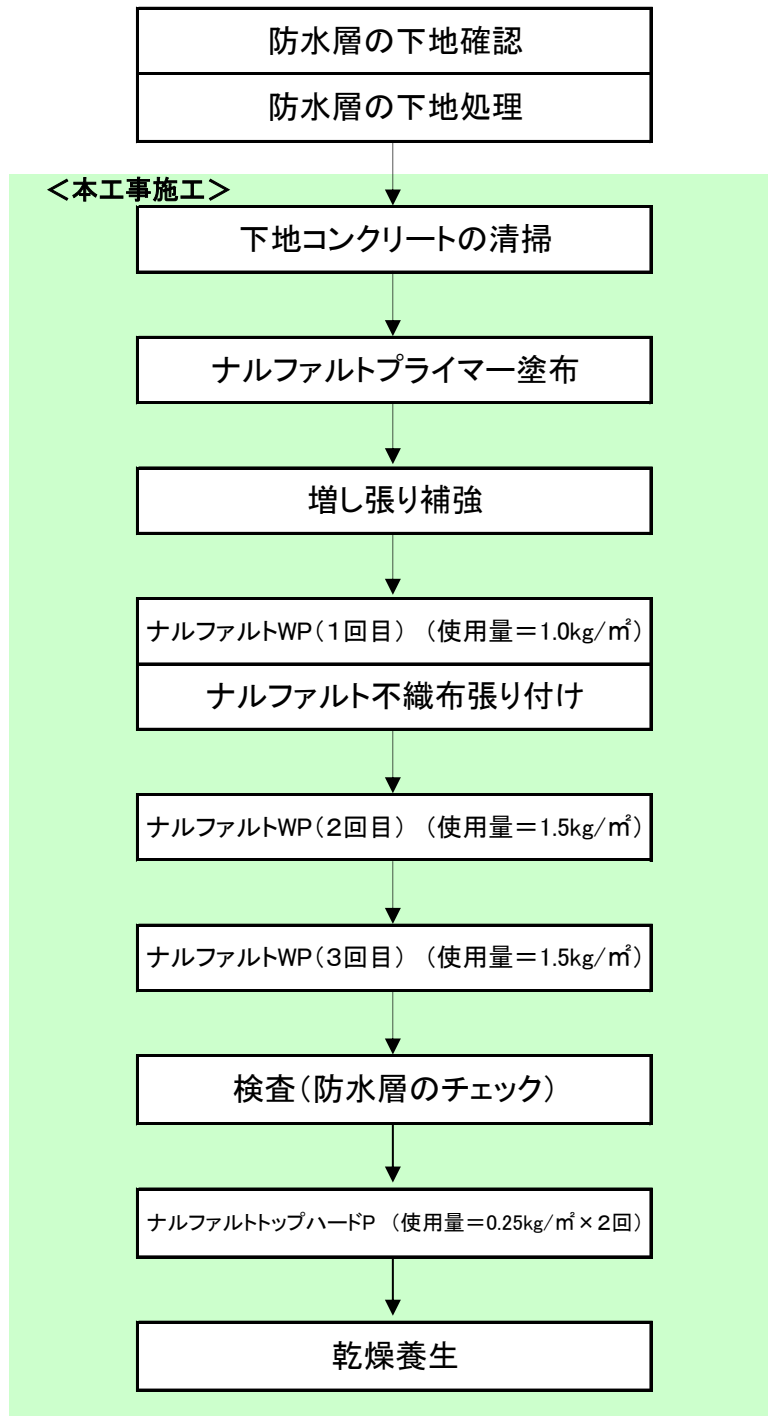 防水層の下地確認
防水層の下地処理
＜本工事施工＞
下地コンクリートの清掃
ナルファルトプライマー塗布
増し張り補強
ナルファルトWP（１回目）　（使用量＝1.0kg/㎡）
ナルファルト不織布張り付け
ナルファルトWP（２回目）　（使用量＝1.5kg/㎡）
ナルファルトWP（３回目）　（使用量＝1.5kg/㎡）
検査（防水層のチェック）
ナルファルトトップハードP　（使用量＝0.25kg/㎡×２回）
乾燥養生